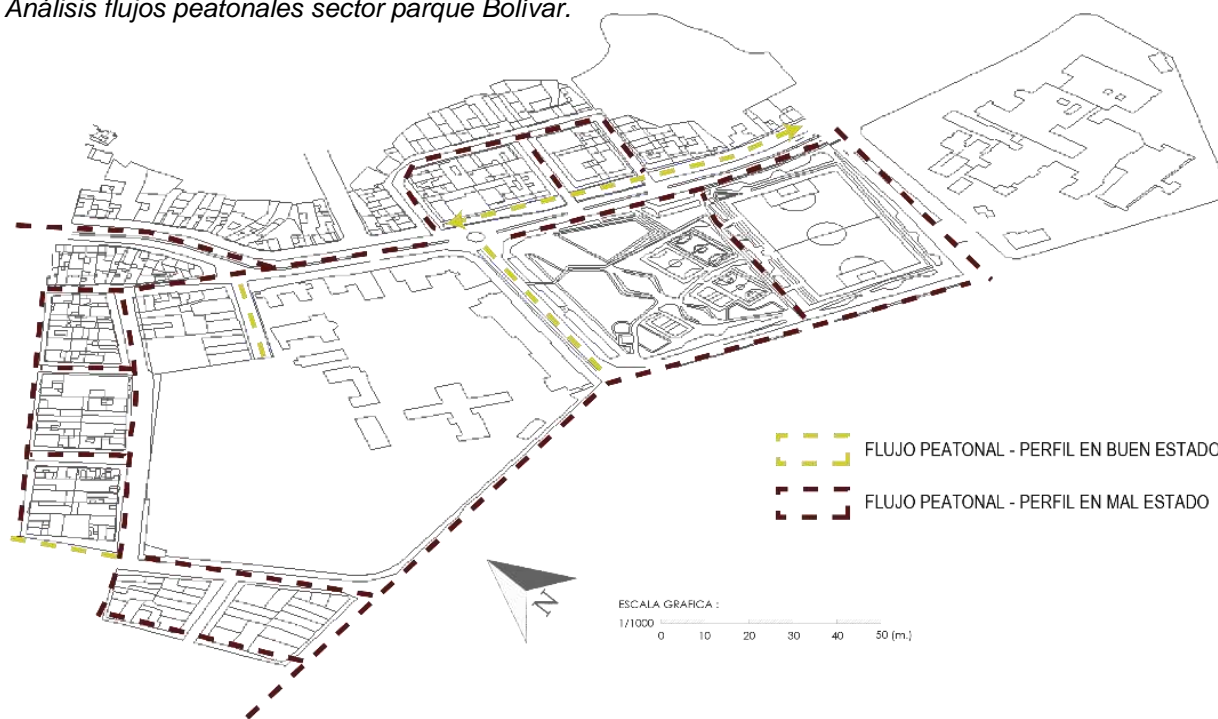 Análisis flujos peatonales sector parque Bolívar.
FLUJO PEATONAL - PERFIL EN BUEN ESTADO
FLUJO PEATONAL - PERFIL EN MAL ESTADO
N
ESCALA GRAFICA :
1/1000
0 10 20 30 40 50 (m.)